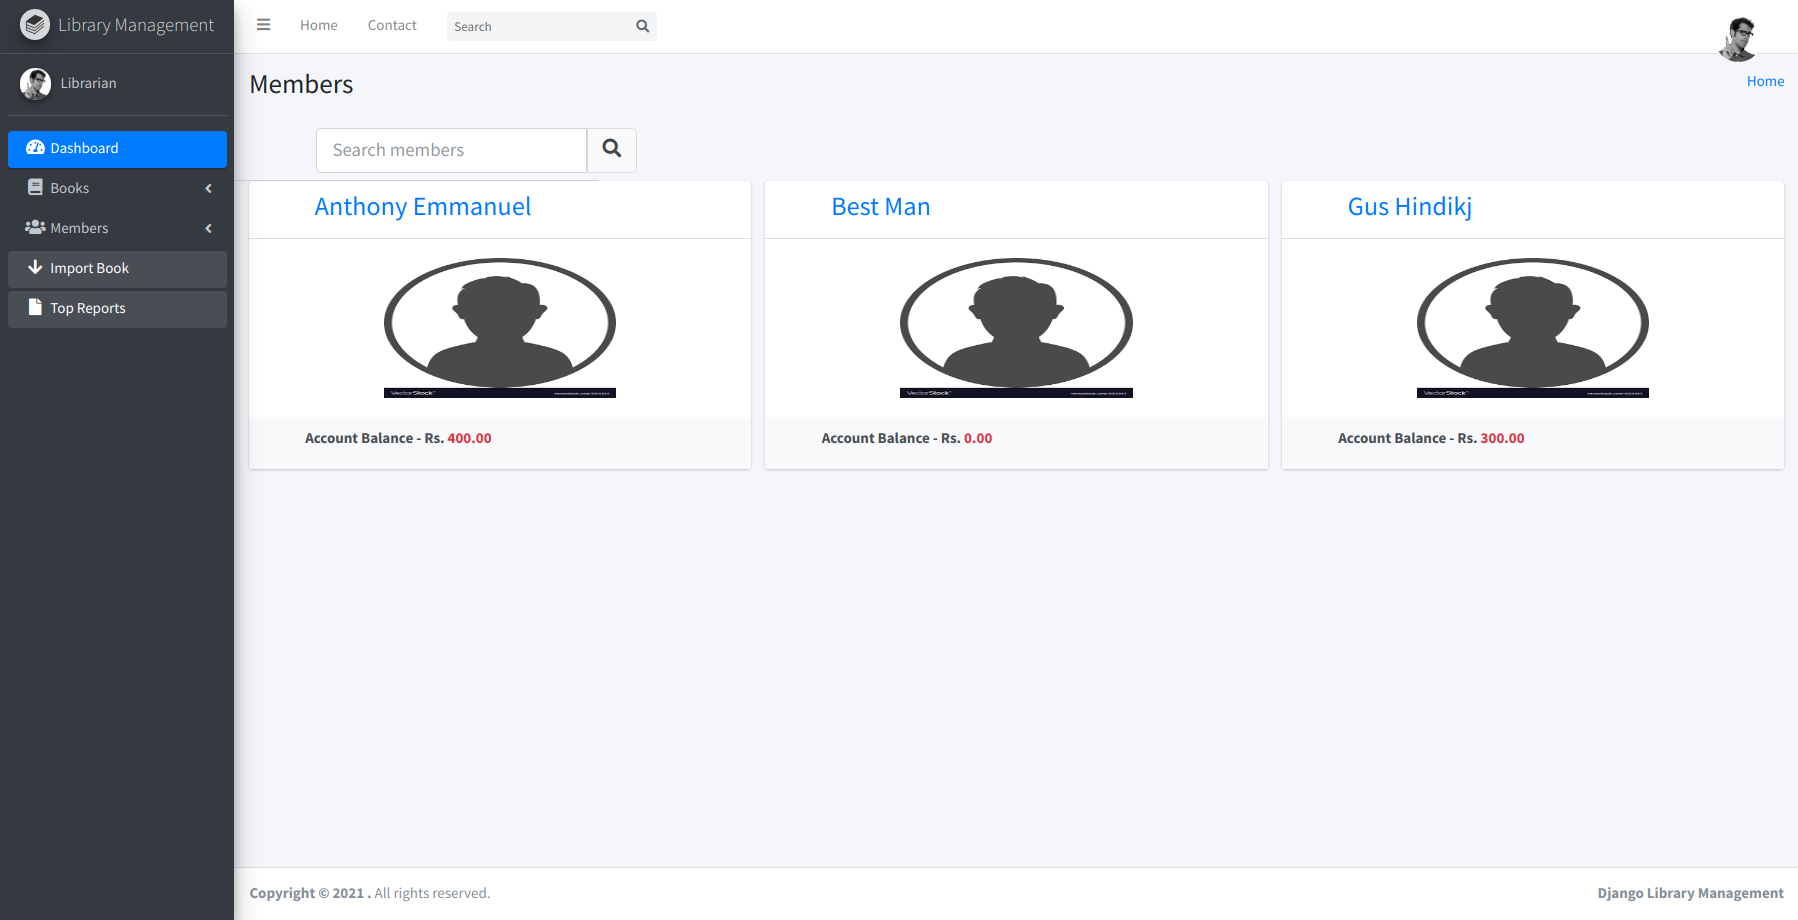 Library Management
Home
Contact
Search
Librarian
Members
Home
Dashboard
Books
Members
Import Book
Top Reports
Search members
Anthony Emmanuel
Best Man
Gus Hindikj
VectorStock
VectorStock
VectorStock
Account Balance - Rs. 400.00
Account Balance - Rs. 0.00
Account Balance - Rs. 300.00
Copyright © 2021 . All rights reserved.
Django Library Management